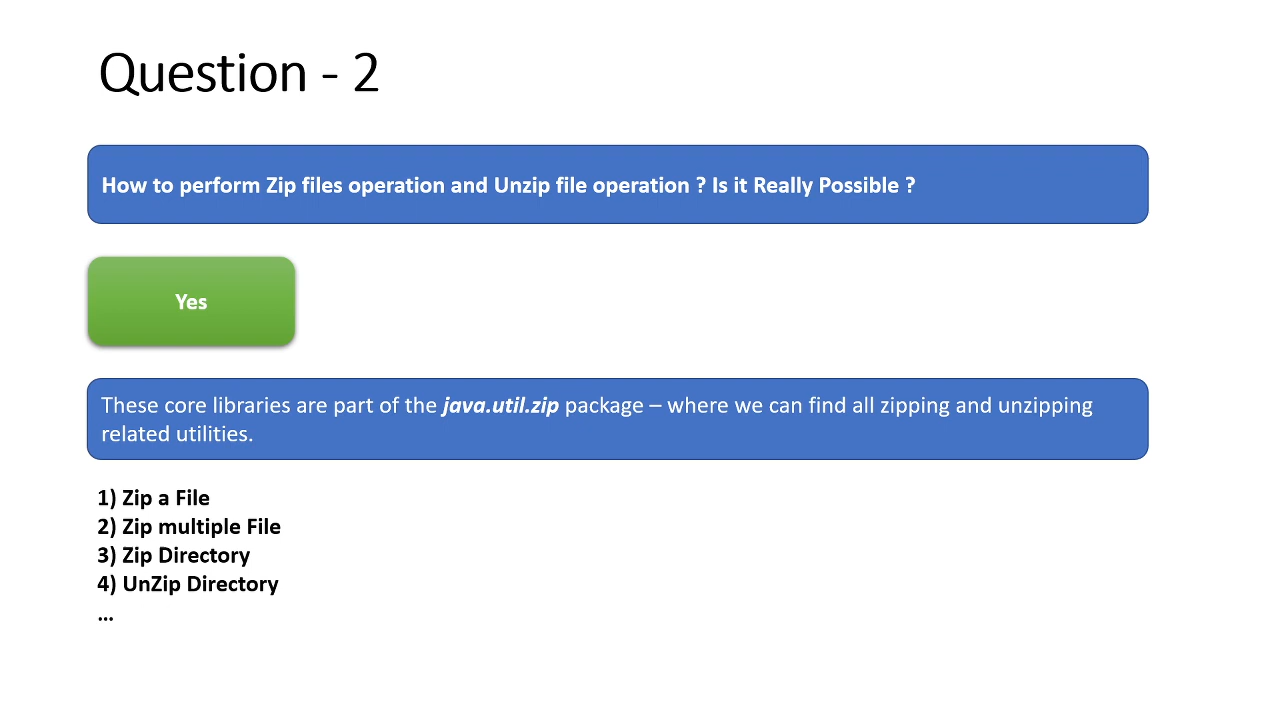 Question - 2
How to perform Zip files operation and Unzip file operation ? Is it Really Possible ?
Yes
These core libraries are part of the java.util.zip package – where we can find all zipping and unzipping
related utilities.
1) Zip a File
2) Zip multiple File
3) Zip Directory
4) UnZip Directory
...